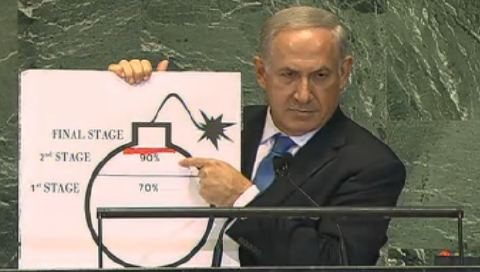 FINAL STAGE
2nd STAGE 90%
1st STAGE 70%